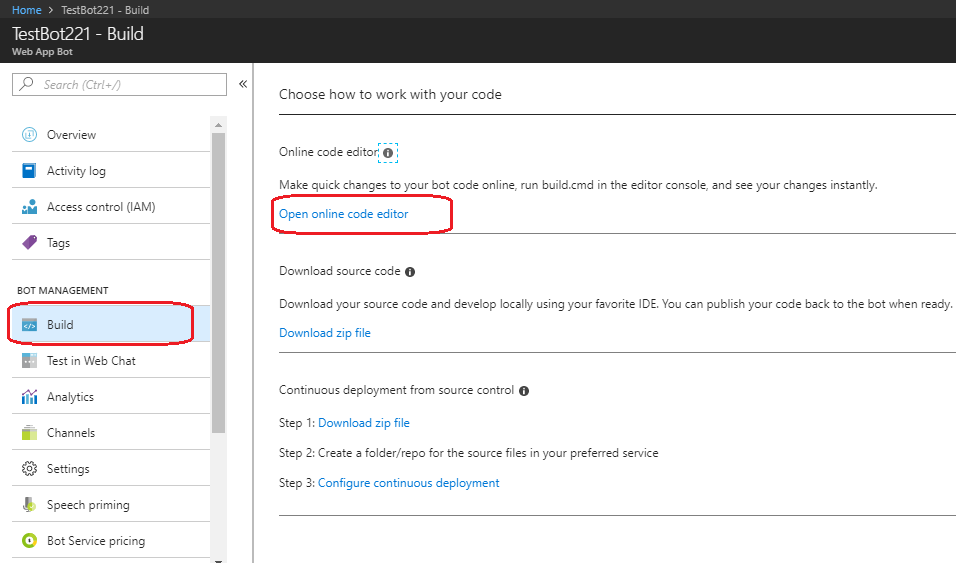 Home > TestBot221 - Build
TestBot221 - Build
Web App Bot
Search (Ctrl+/)
«
Overview
Activity log
Access control (IAM)
Tags
BOT MANAGEMENT
Build
Test in Web Chat
Analytics
Channels
Settings
Speech priming
Bot Service pricing
Choose how to work with your code
Online code editor
Make quick changes to your bot code online, run build.cmd in the editor console, and see your changes instantly.
Open online code editor
Download source code
Download your source code and develop locally using your favorite IDE. You can publish your code back to the bot when ready.
Download zip file
Continuous deployment from source control
Step 1: Download zip file
Step 2: Create a folder/repo for the source files in your preferred service
Step 3: Configure continuous deployment